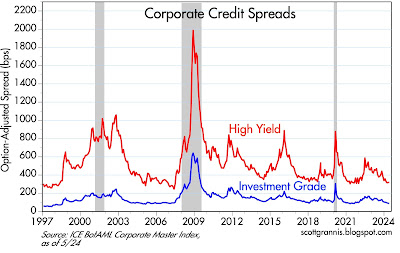 Corporate Credit Spreads
Option-Adjusted Spread (bps)
2200
2000
1800
1600
1400
1200
1000
800
600
400
200
0
High Yield
Investment Grade
1997 2000 2003 2006 2009 2012 2015 2018 2021 2024
Source: ICE BofAML Corporate Master Index,
as of 5/24
scottgrannis.blogspot.com